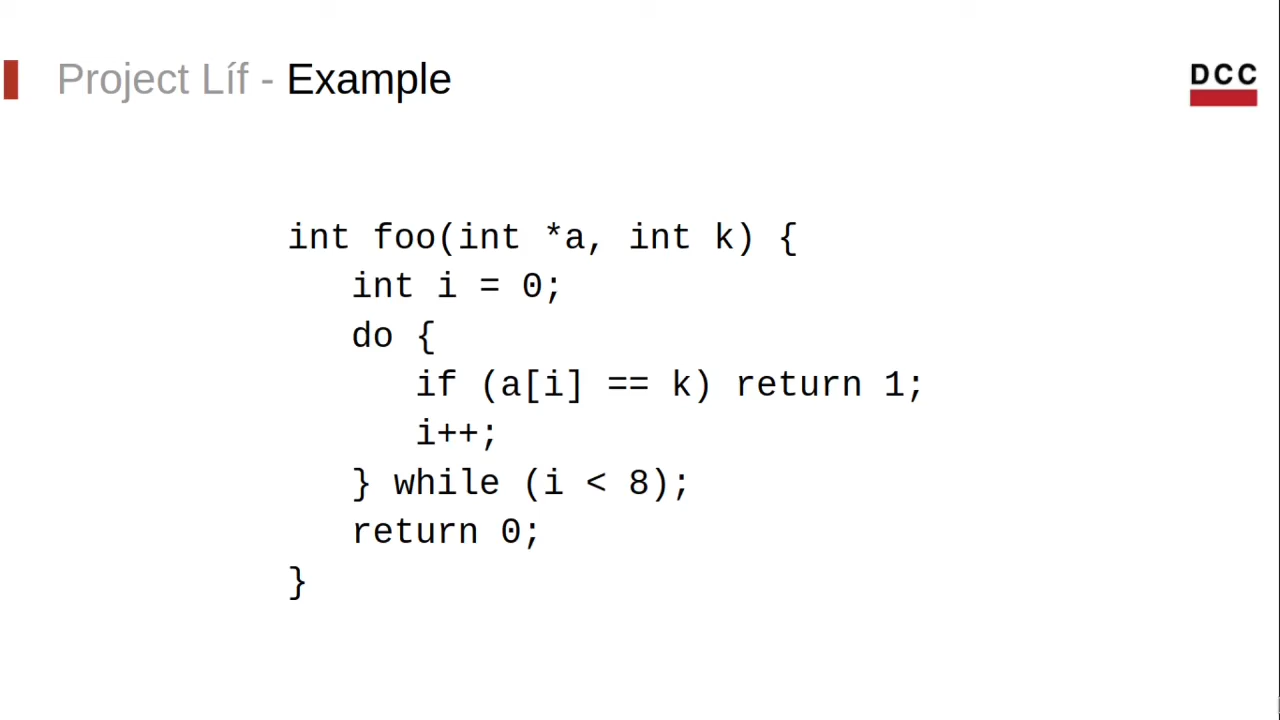 Project Líf - Example
DCC
int foo(int *a, int k) {
   int i = 0;
   do {
      if (a[i] == k) return 1;
      i++;
   } while (i < 8);
   return 0;
}